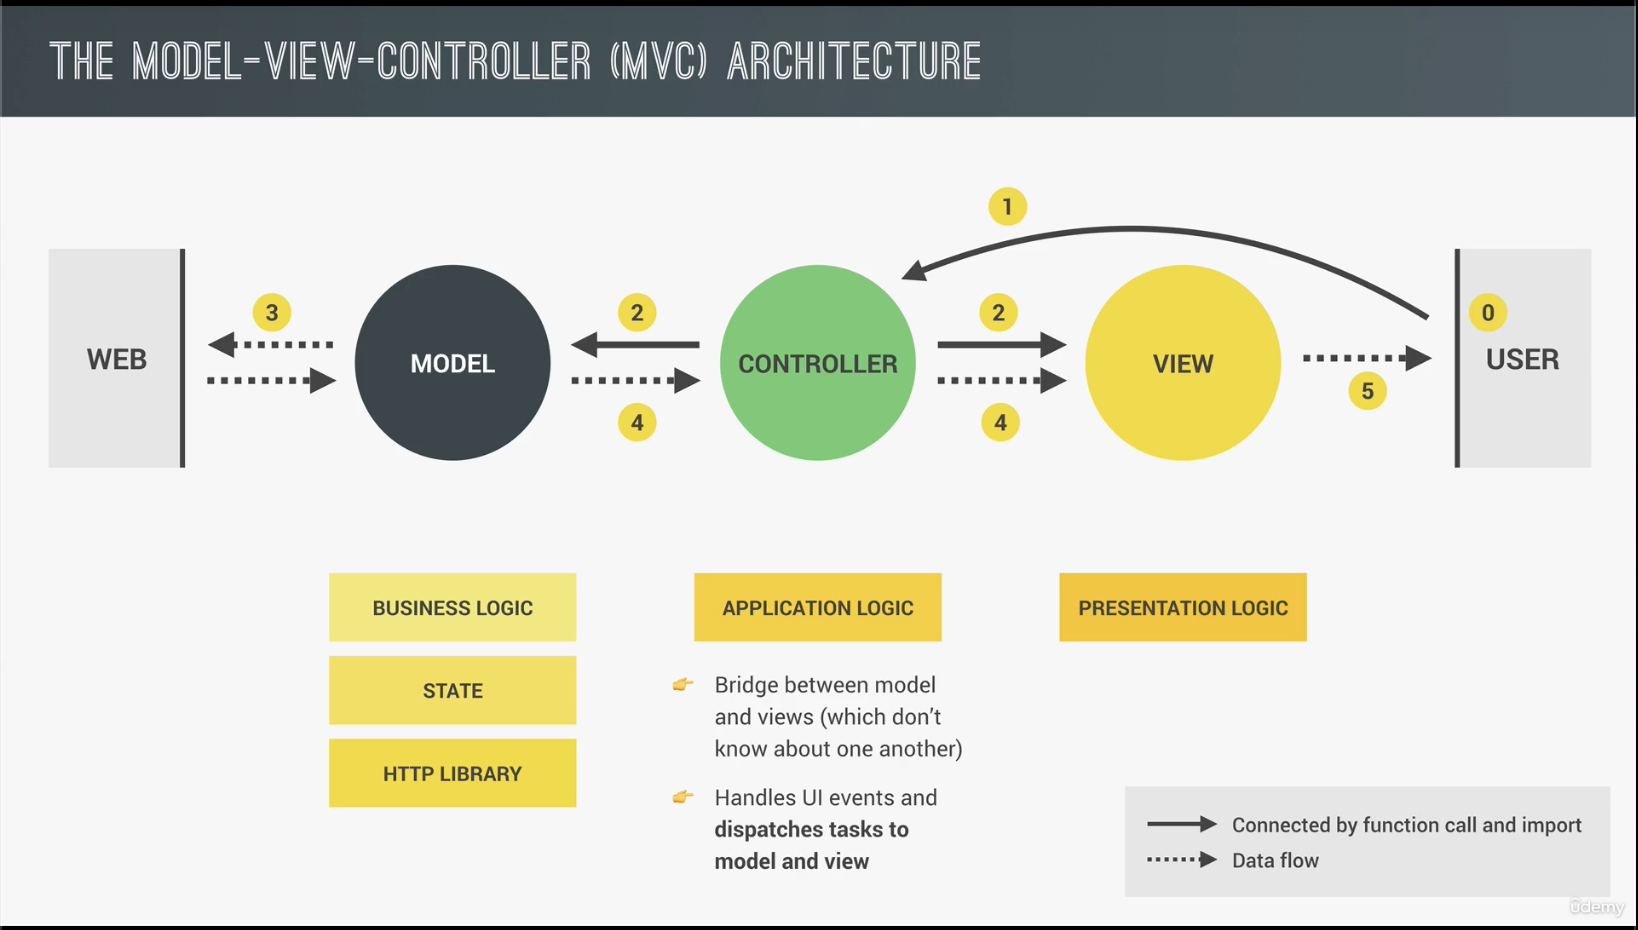 THE MODEL-VIEW-CONTROLLER (MVC) ARCHITECTURE
1
3
2
2
0
WEB
MODEL
CONTROLLER
VIEW
USER
4
4
5
BUSINESS LOGIC
APPLICATION LOGIC
PRESENTATION LOGIC
STATE
HTTP LIBRARY
👉 Bridge between model
and views (which don’t
know about one another)
👉 Handles UI events and
dispatches tasks to
model and view
Connected by function call and import
Data flow
ûdemy